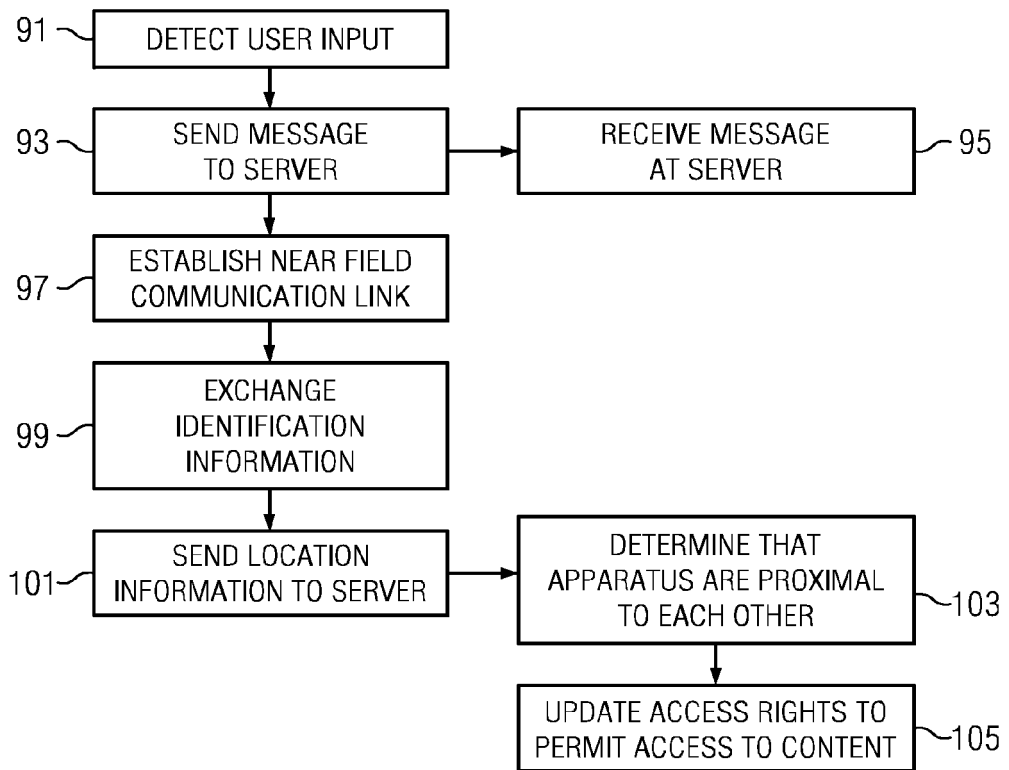 91
DETECT USER INPUT
93
SEND MESSAGE
TO SERVER
RECEIVE MESSAGE
AT SERVER
95
97
ESTABLISH NEAR FIELD
COMMUNICATION LINK
99
EXCHANGE
IDENTIFICATION
INFORMATION
101
SEND LOCATION
INFORMATION TO SERVER
DETERMINE THAT
APPARATUS ARE PROXIMAL
TO EACH OTHER
103
UPDATE ACCESS RIGHTS TO
PERMIT ACCESS TO CONTENT
105